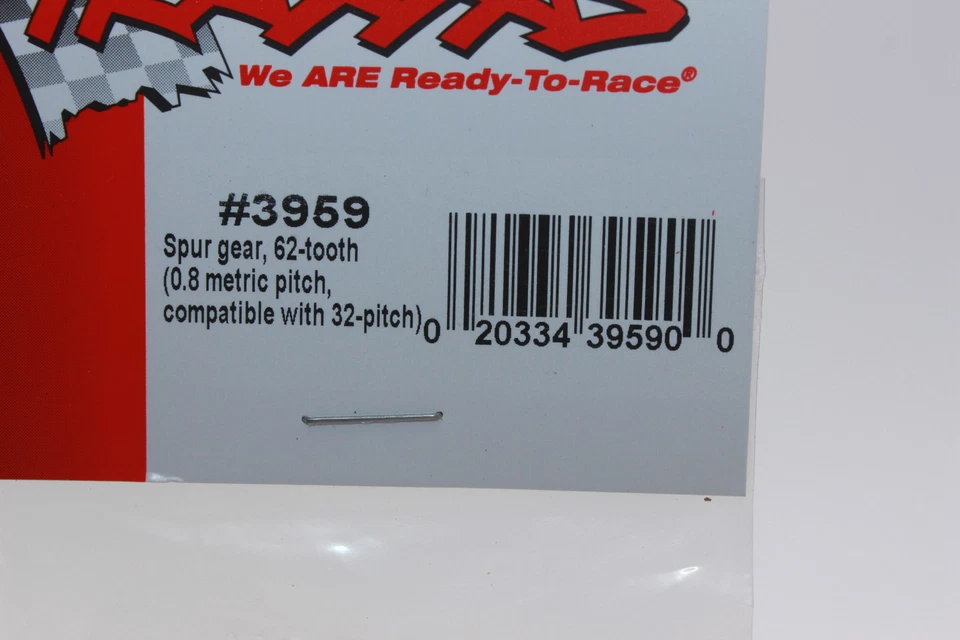 TRAXXAS
We ARE Ready-To-Race®
#3959
Spur gear, 62-tooth
(0.8 metric pitch,
compatible with 32-pitch)
0 20334 39590 0